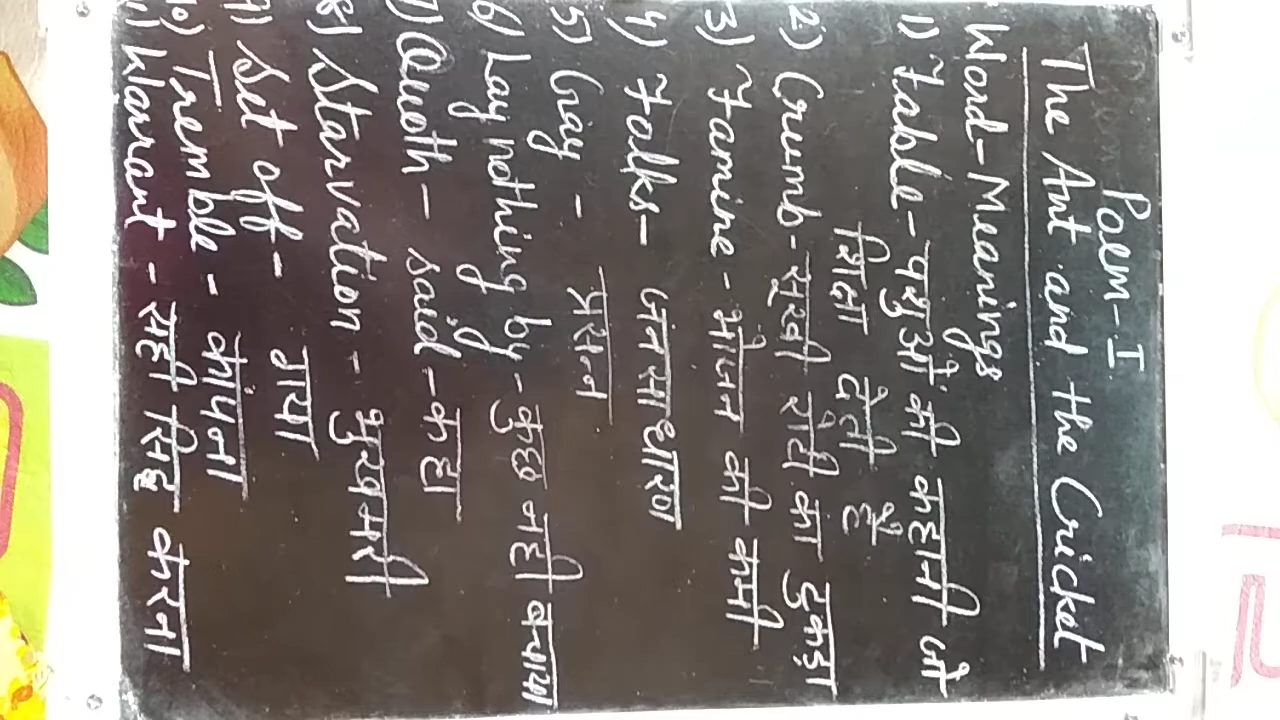 Poem-I
The Ant and the Cricket
Word-Meanings
1) Fable - पशुओं की कहानी जो
शिक्षा देती है
2) Crumb - सूखी रोटी का टुकड़ा
3) Famine - भोजन की कमी
4) Folks - जनसाधारण
5) Gay - प्रसन्न
6) Lay nothing by - कुछ नही बचाया
7) Quoth - said - कहा
8) Starvation - भुखमरी
9) Set off - गया
10) Tremble - कांपना
11) Warrant - सही सिद्ध करना